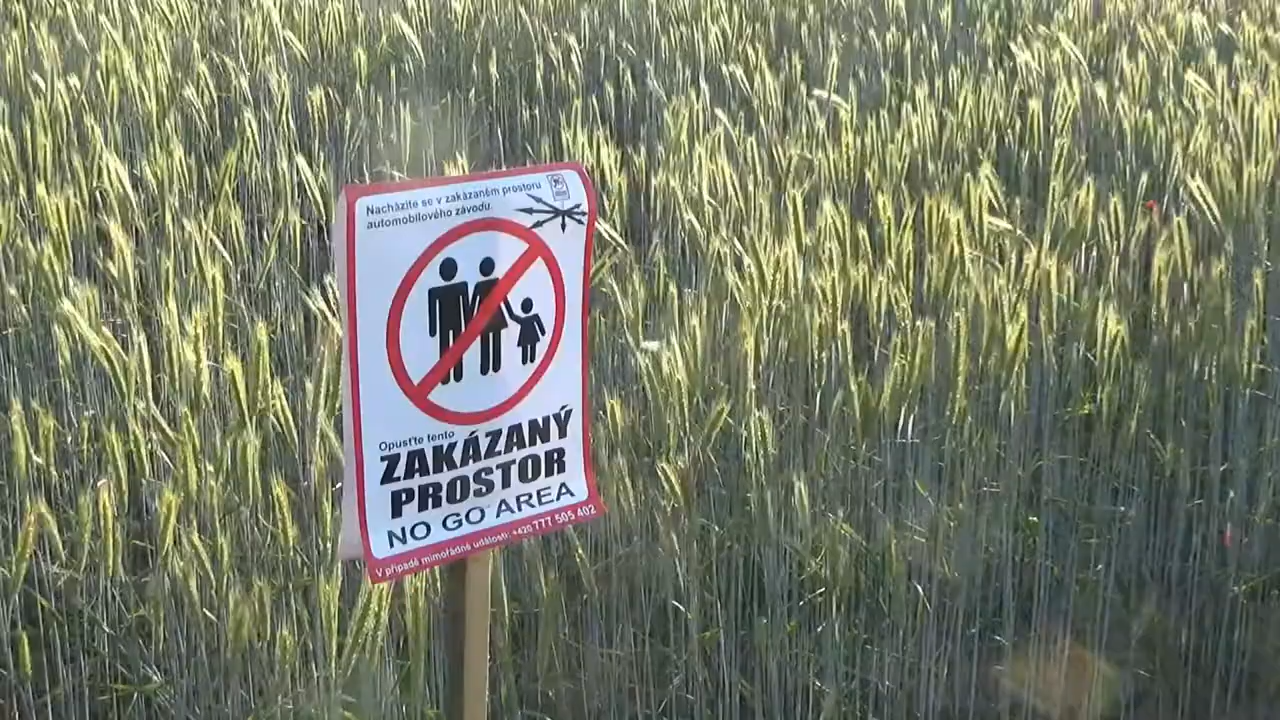 Nacházíte se v zakázaném prostoru
automobilového závodu.
Opusťte tento
ZAKÁZANÝ
PROSTOR
NO GO AREA
V případě mimořádné události: +420 777 505 402